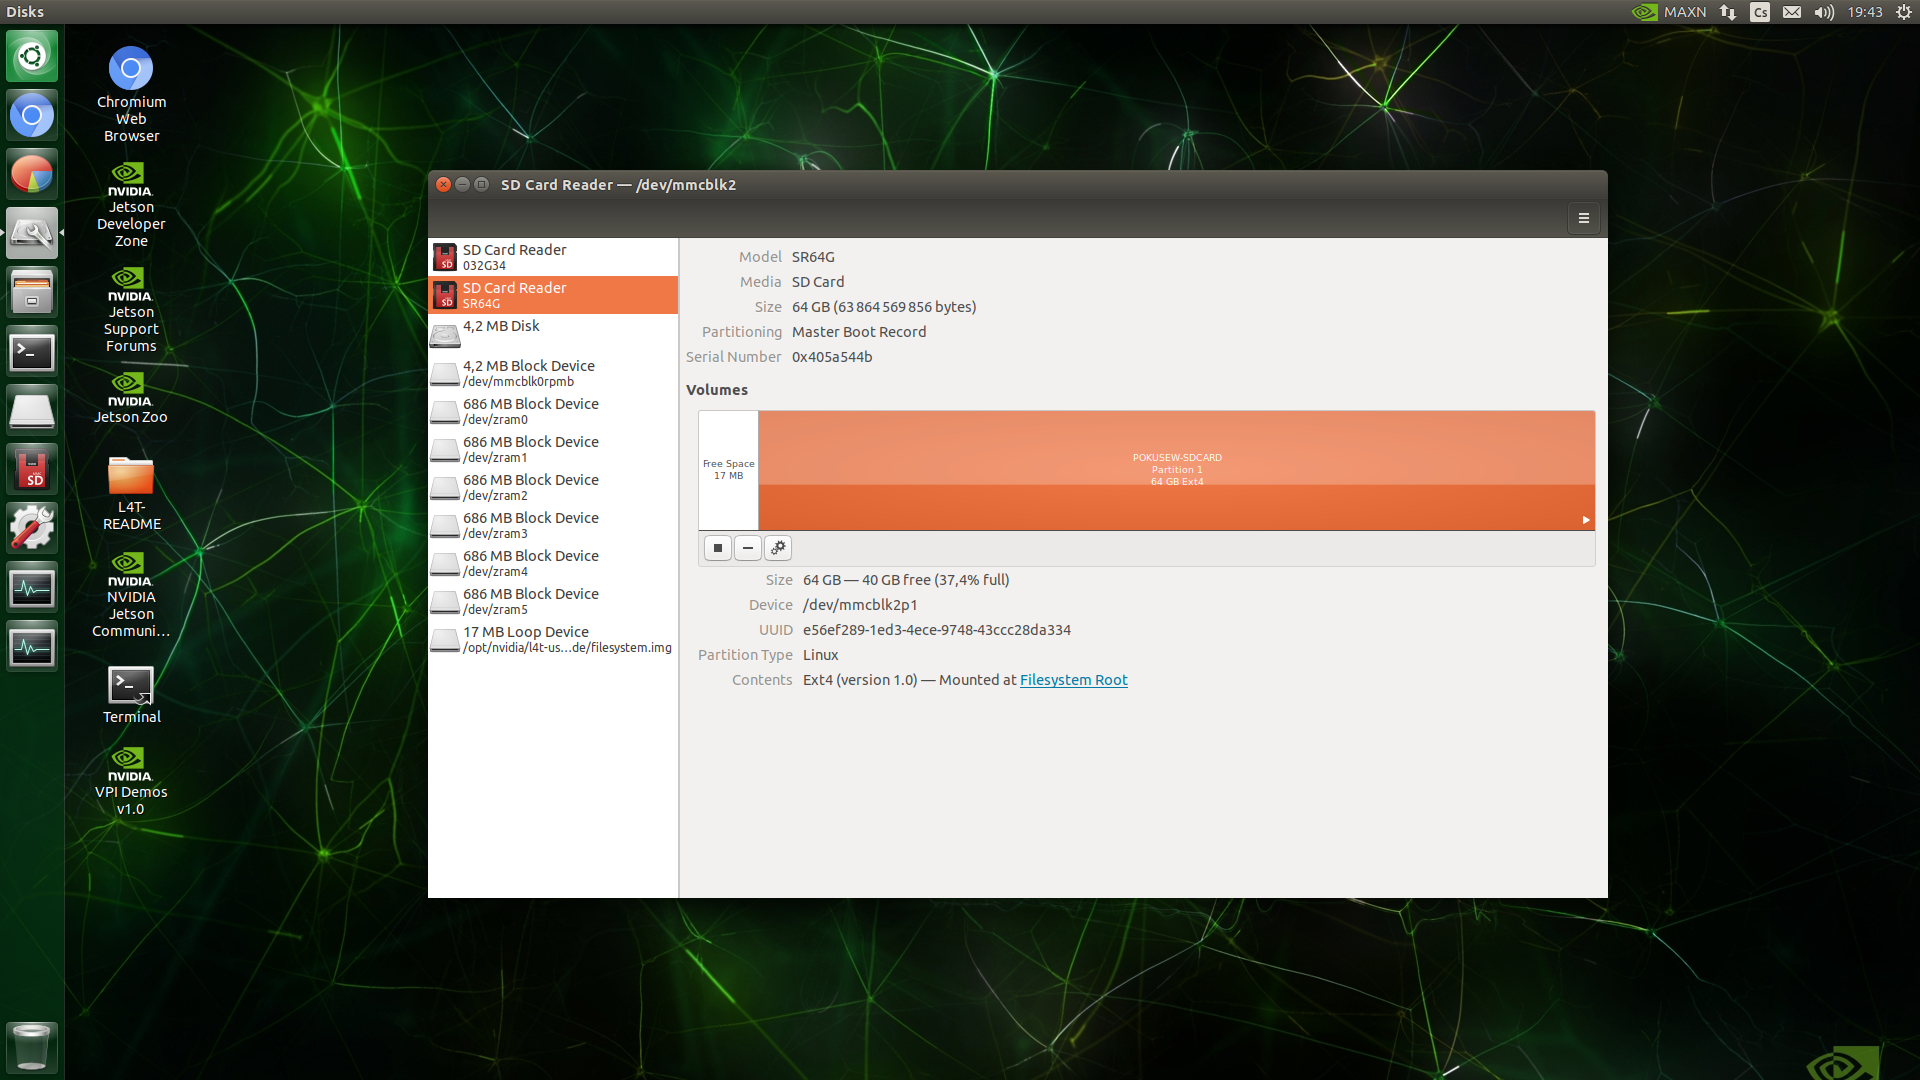 Disks
MAXN
Cs
19:43
Chromium
Web
Browser
NVIDIA.
Jetson
Developer
Zone
NVIDIA.
Jetson
Support
Forums
NVIDIA.
Jetson Zoo
L4T-
README
NVIDIA.
NVIDIA
Jetson
Communi…
Terminal
NVIDIA.
VPI Demos
v1.0
SD
SD Card Reader — /dev/mmcblk2
SD
SD Card Reader
032G34
SD
SD Card Reader
SR64G
4,2 MB Disk
4,2 MB Block Device
/dev/mmcblk0rpmb
686 MB Block Device
/dev/zram0
686 MB Block Device
/dev/zram1
686 MB Block Device
/dev/zram2
686 MB Block Device
/dev/zram3
686 MB Block Device
/dev/zram4
686 MB Block Device
/dev/zram5
17 MB Loop Device
/opt/nvidia/l4t-us…de/filesystem.img
Model SR64G
Media SD Card
Size 64 GB (63 864 569 856 bytes)
Partitioning Master Boot Record
Serial Number 0x405a544b
Volumes
Free Space
17 MB
POKUSEW-SDCARD
Partition 1
64 GB Ext4
Size 64 GB — 40 GB free (37,4% full)
Device /dev/mmcblk2p1
UUID e56ef289-1ed3-4ece-9748-43ccc28da334
Partition Type Linux
Contents Ext4 (version 1.0) — Mounted at Filesystem Root